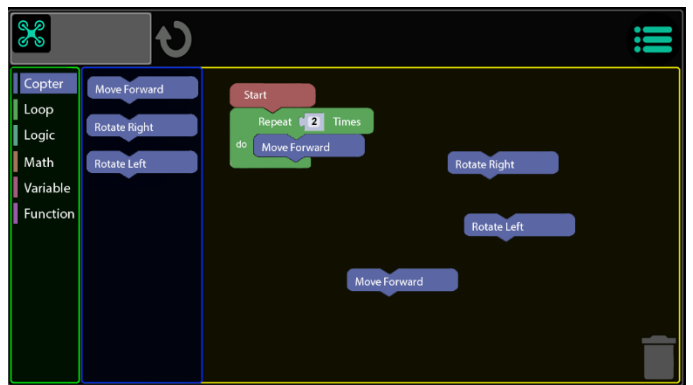 Copter
Loop
Logic
Math
Variable
Function
Move Forward
Rotate Right
Rotate Left
Start
Repeat 2 Times
do Move Forward
Rotate Right
Rotate Left
Move Forward